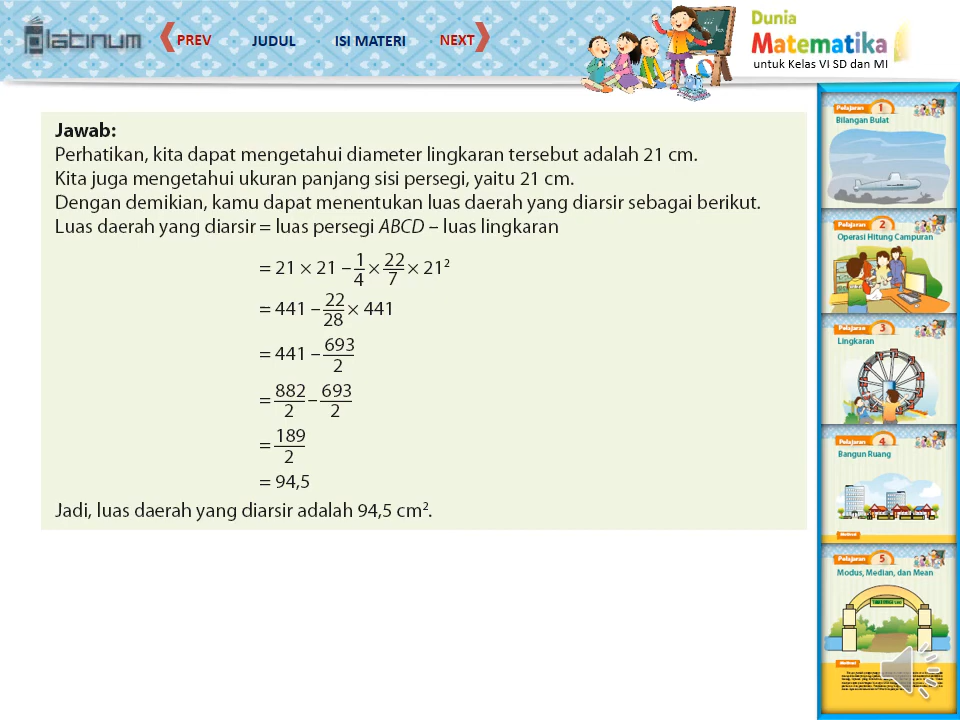 Platinum
PREV JUDUL ISI MATERI NEXT
Dunia
Matematika
untuk Kelas VI SD dan MI
Jawab:
Perhatikan, kita dapat mengetahui diameter lingkaran tersebut adalah 21 cm.
Kita juga mengetahui ukuran panjang sisi persegi, yaitu 21 cm.
Dengan demikian, kamu dapat menentukan luas daerah yang diarsir sebagai berikut.
Luas daerah yang diarsir = luas persegi ABCD – luas lingkaran
= 21 × 21 – 1/4 × 22/7 × 21²
= 441 – 22/28 × 441
= 441 – 693/2
= 882/2 – 693/2
= 189/2
= 94,5
Jadi, luas daerah yang diarsir adalah 94,5 cm².
Pelajaran 1
Bilangan Bulat
Pelajaran 2
Operasi Hitung Campuran
Pelajaran 3
Lingkaran
Pelajaran 4
Bangun Ruang
Pelajaran 5
Modus, Median, dan Mean